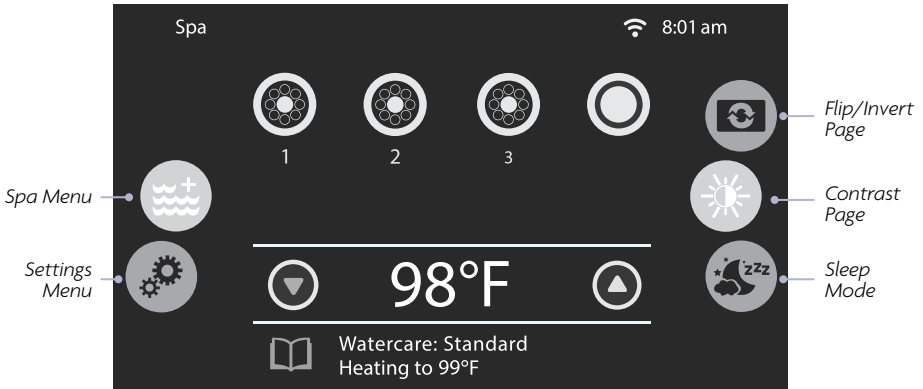 Spa
8:01 am
Flip/Invert
Page
1
2
3
Spa Menu
Contrast
Page
Settings
Menu
98°F
zzz
Sleep
Mode
Watercare: Standard
Heating to 99°F